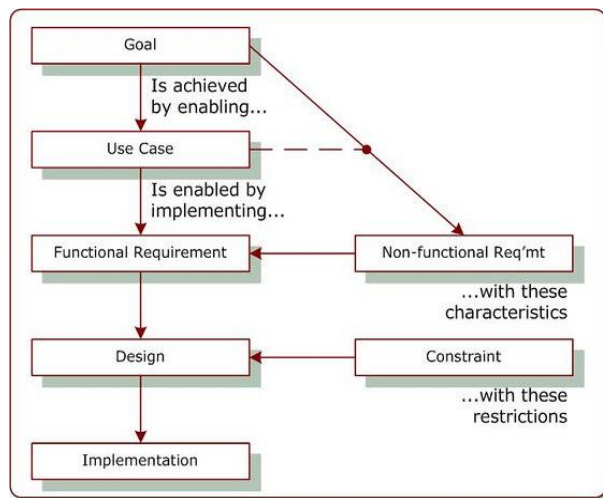 Goal
Is achieved
by enabling...
Use Case
Is enabled by
implementing...
Functional Requirement
Non-functional Req'mt
...with these
characteristics
Design
Constraint
...with these
restrictions
Implementation